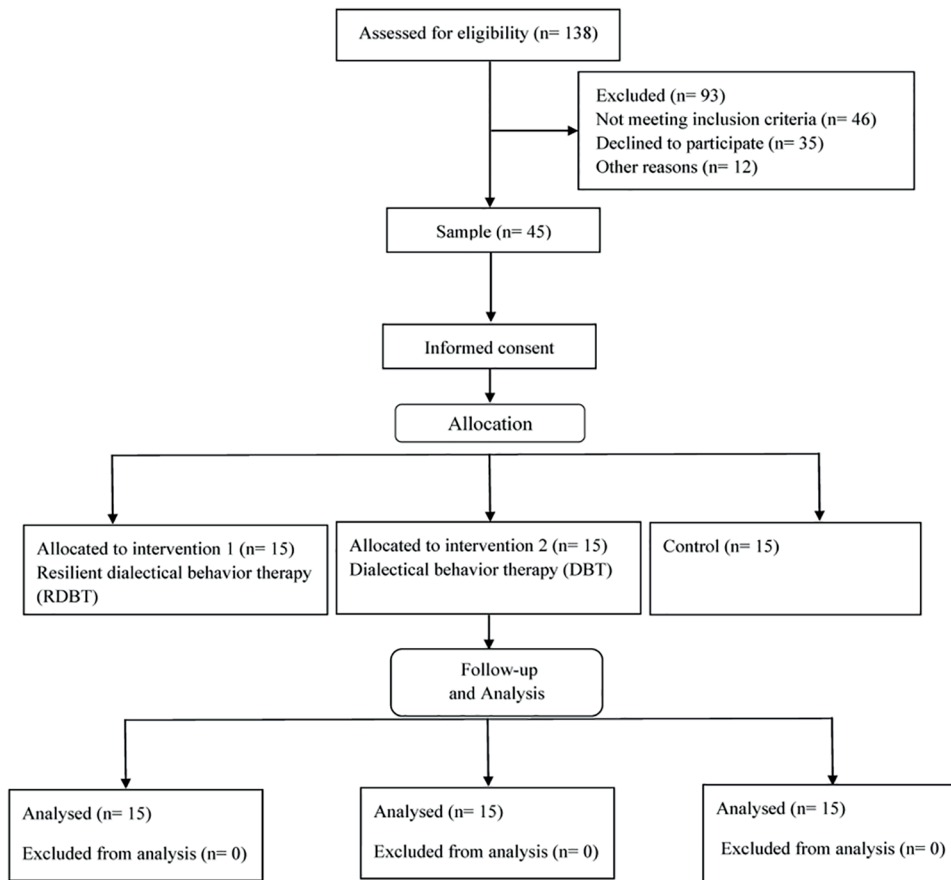 Assessed for eligibility (n= 138)
Excluded (n= 93)
Not meeting inclusion criteria (n= 46)
Declined to participate (n= 35)
Other reasons (n= 12)
Sample (n= 45)
Informed consent
Allocation
Allocated to intervention 1 (n= 15)
Resilient dialectical behavior therapy
(RDBT)
Allocated to intervention 2 (n= 15)
Dialectical behavior therapy (DBT)
Control (n= 15)
Follow-up
and Analysis
Analysed (n= 15)
Excluded from analysis (n= 0)
Analysed (n= 15)
Excluded from analysis (n= 0)
Analysed (n= 15)
Excluded from analysis (n= 0)